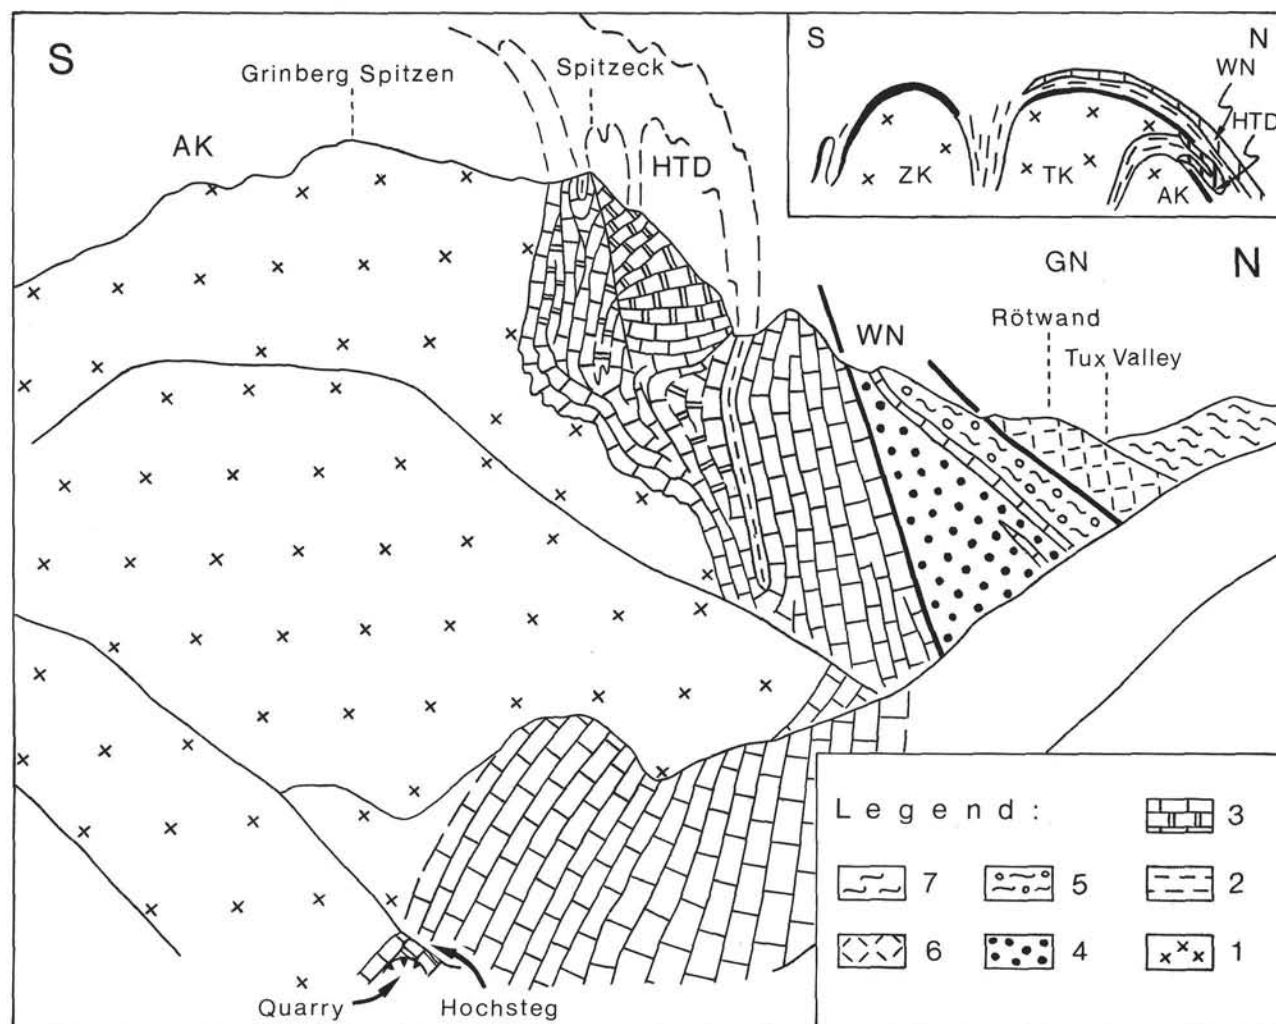 S
Grinberg Spitzen
Spitzeck
AK
HTD
S
N
WN
HTD
ZK
TK
AK
GN
N
Rötwand
WN
Tux Valley
Legend:
3
7
5
2
6
4
1
Quarry
Hochsteg